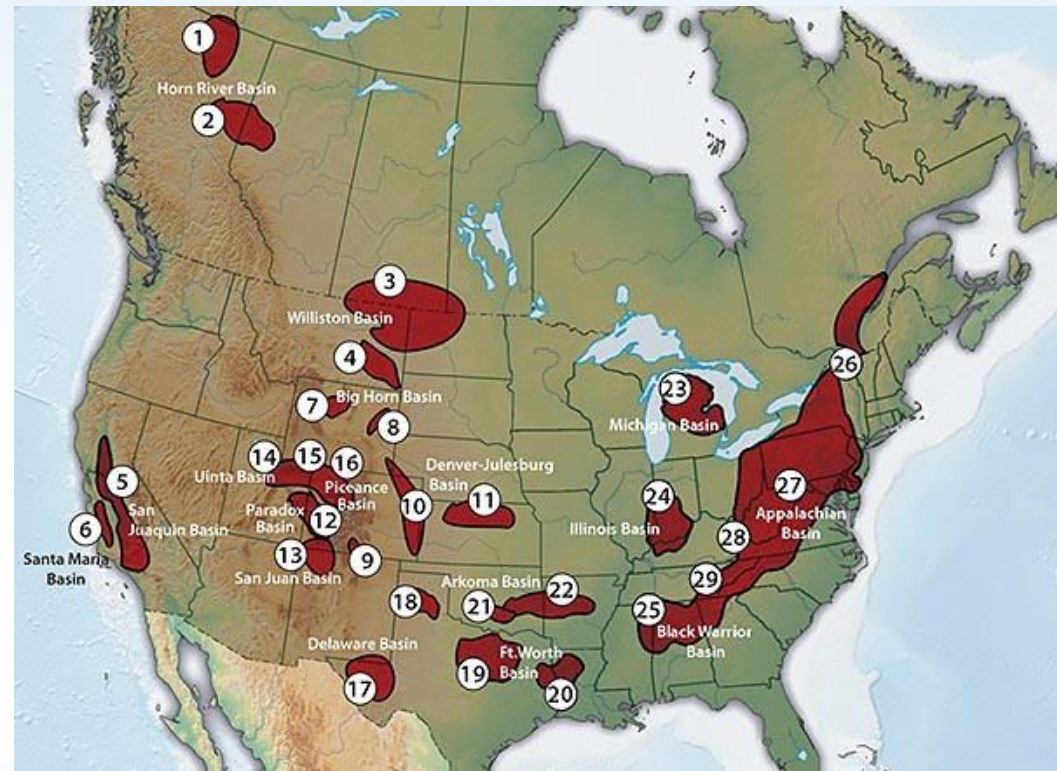 1
Horn River Basin
2
3
Williston Basin
4
7
Big Horn Basin
8
14
15
16
Uinta Basin
Piceance
Basin
Denver-Julesburg
Basin
10
11
5
San
Juaquin Basin
6
Santa Maria
Basin
Paradox
Basin
12
13
San Juan Basin
9
23
Michigan Basin
24
Illinois Basin
26
27
Appalachian
Basin
28
29
18
Arkoma Basin
21
22
25
Black Warrior
Basin
Delaware Basin
17
19
Ft.Worth
Basin
20